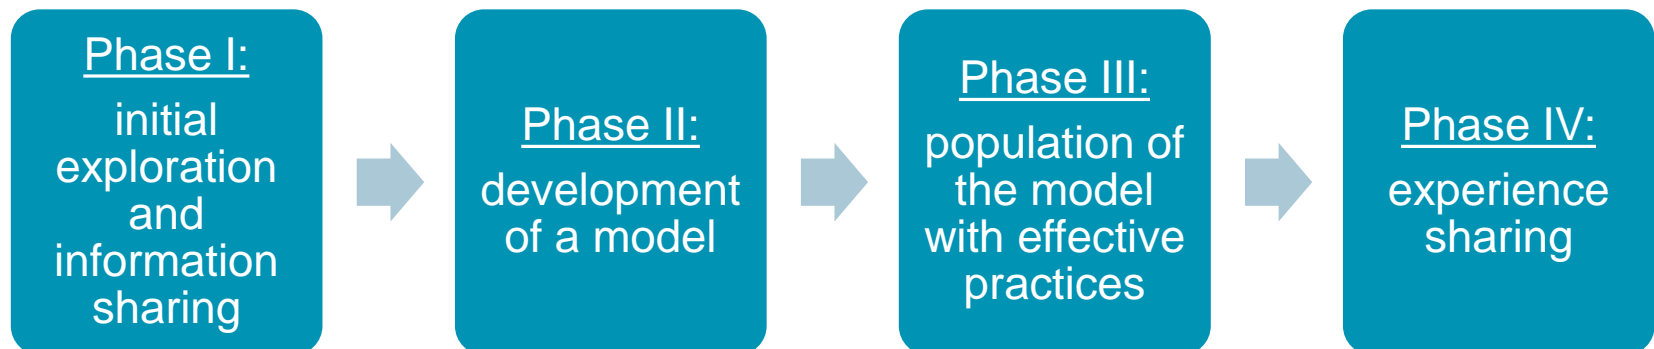 Phase I:
initial
exploration
and
information
sharing
Phase II:
development
of a model
Phase III:
population of
the model
with effective
practices
Phase IV:
experience
sharing